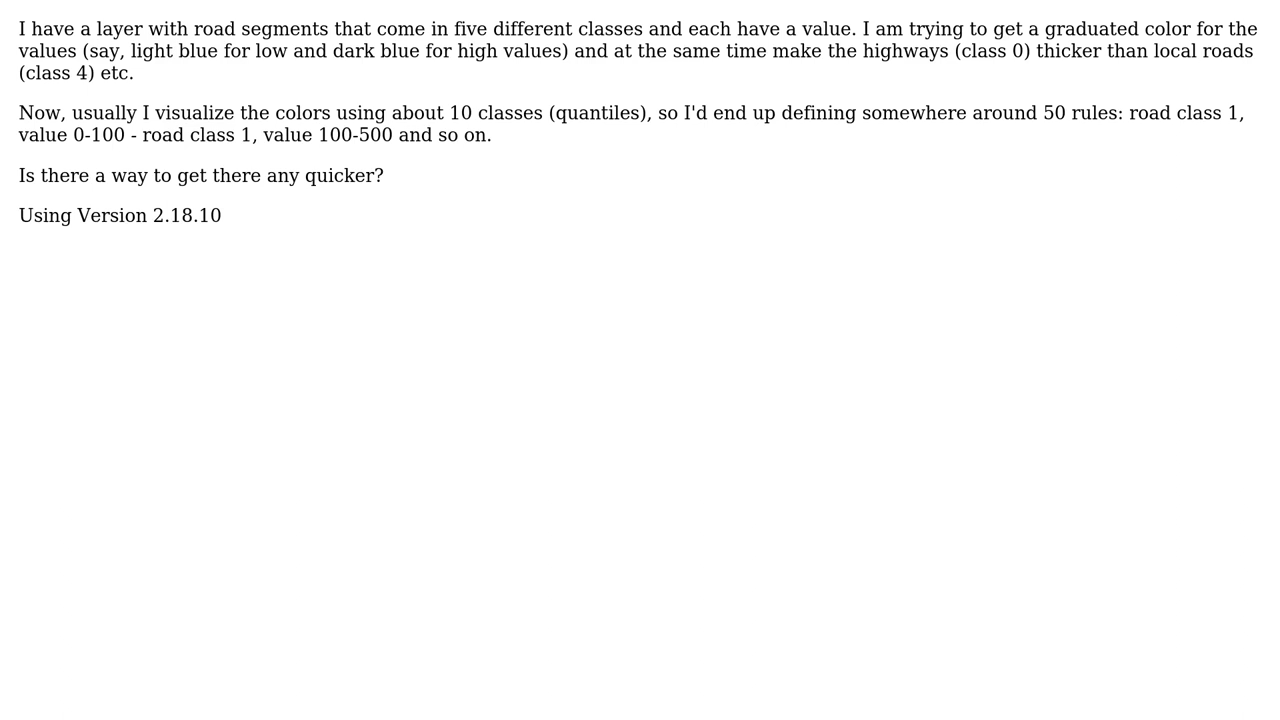 I have a layer with road segments that come in five different classes and each have a value. I am trying to get a graduated color for the
values (say, light blue for low and dark blue for high values) and at the same time make the highways (class 0) thicker than local roads
(class 4) etc.
Now, usually I visualize the colors using about 10 classes (quantiles), so I'd end up defining somewhere around 50 rules: road class 1,
value 0-100 - road class 1, value 100-500 and so on.
Is there a way to get there any quicker?
Using Version 2.18.10